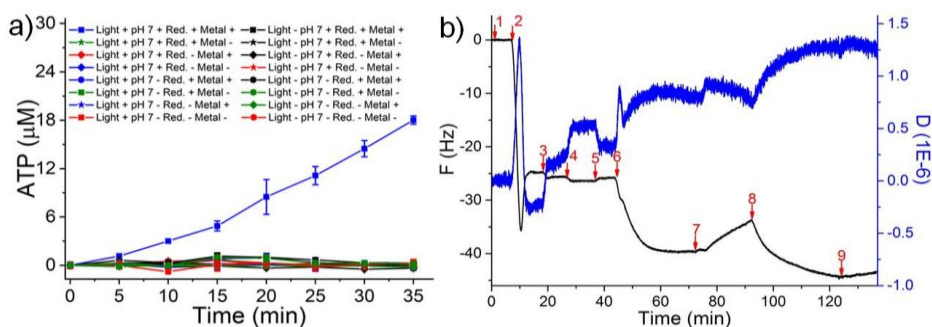 a)
30
24
18
12
6
0
ATP (μM)
Light + pH 7 + Red. + Metal +
Light + pH 7 + Red. + Metal -
Light + pH 7 + Red. - Metal +
Light + pH 7 + Red. - Metal -
Light + pH 7 - Red. + Metal +
Light + pH 7 - Red. + Metal -
Light + pH 7 - Red. - Metal +
Light + pH 7 - Red. - Metal -
Light - pH 7 + Red. + Metal +
Light - pH 7 + Red. + Metal -
Light - pH 7 + Red. - Metal +
Light - pH 7 + Red. - Metal -
Light - pH 7 - Red. + Metal +
Light - pH 7 - Red. + Metal -
Light - pH 7 - Red. - Metal +
Light - pH 7 - Red. - Metal -
0 5 10 15 20 25 30 35
Time (min)
b)
1 2 3 4 5 6 7 8 9
0
-10
-20
-30
-40
F (Hz)
1.5
1.0
0.5
0.0
-0.5
-1.0
D (1E-6)
0 20 40 60 80 100 120
Time (min)